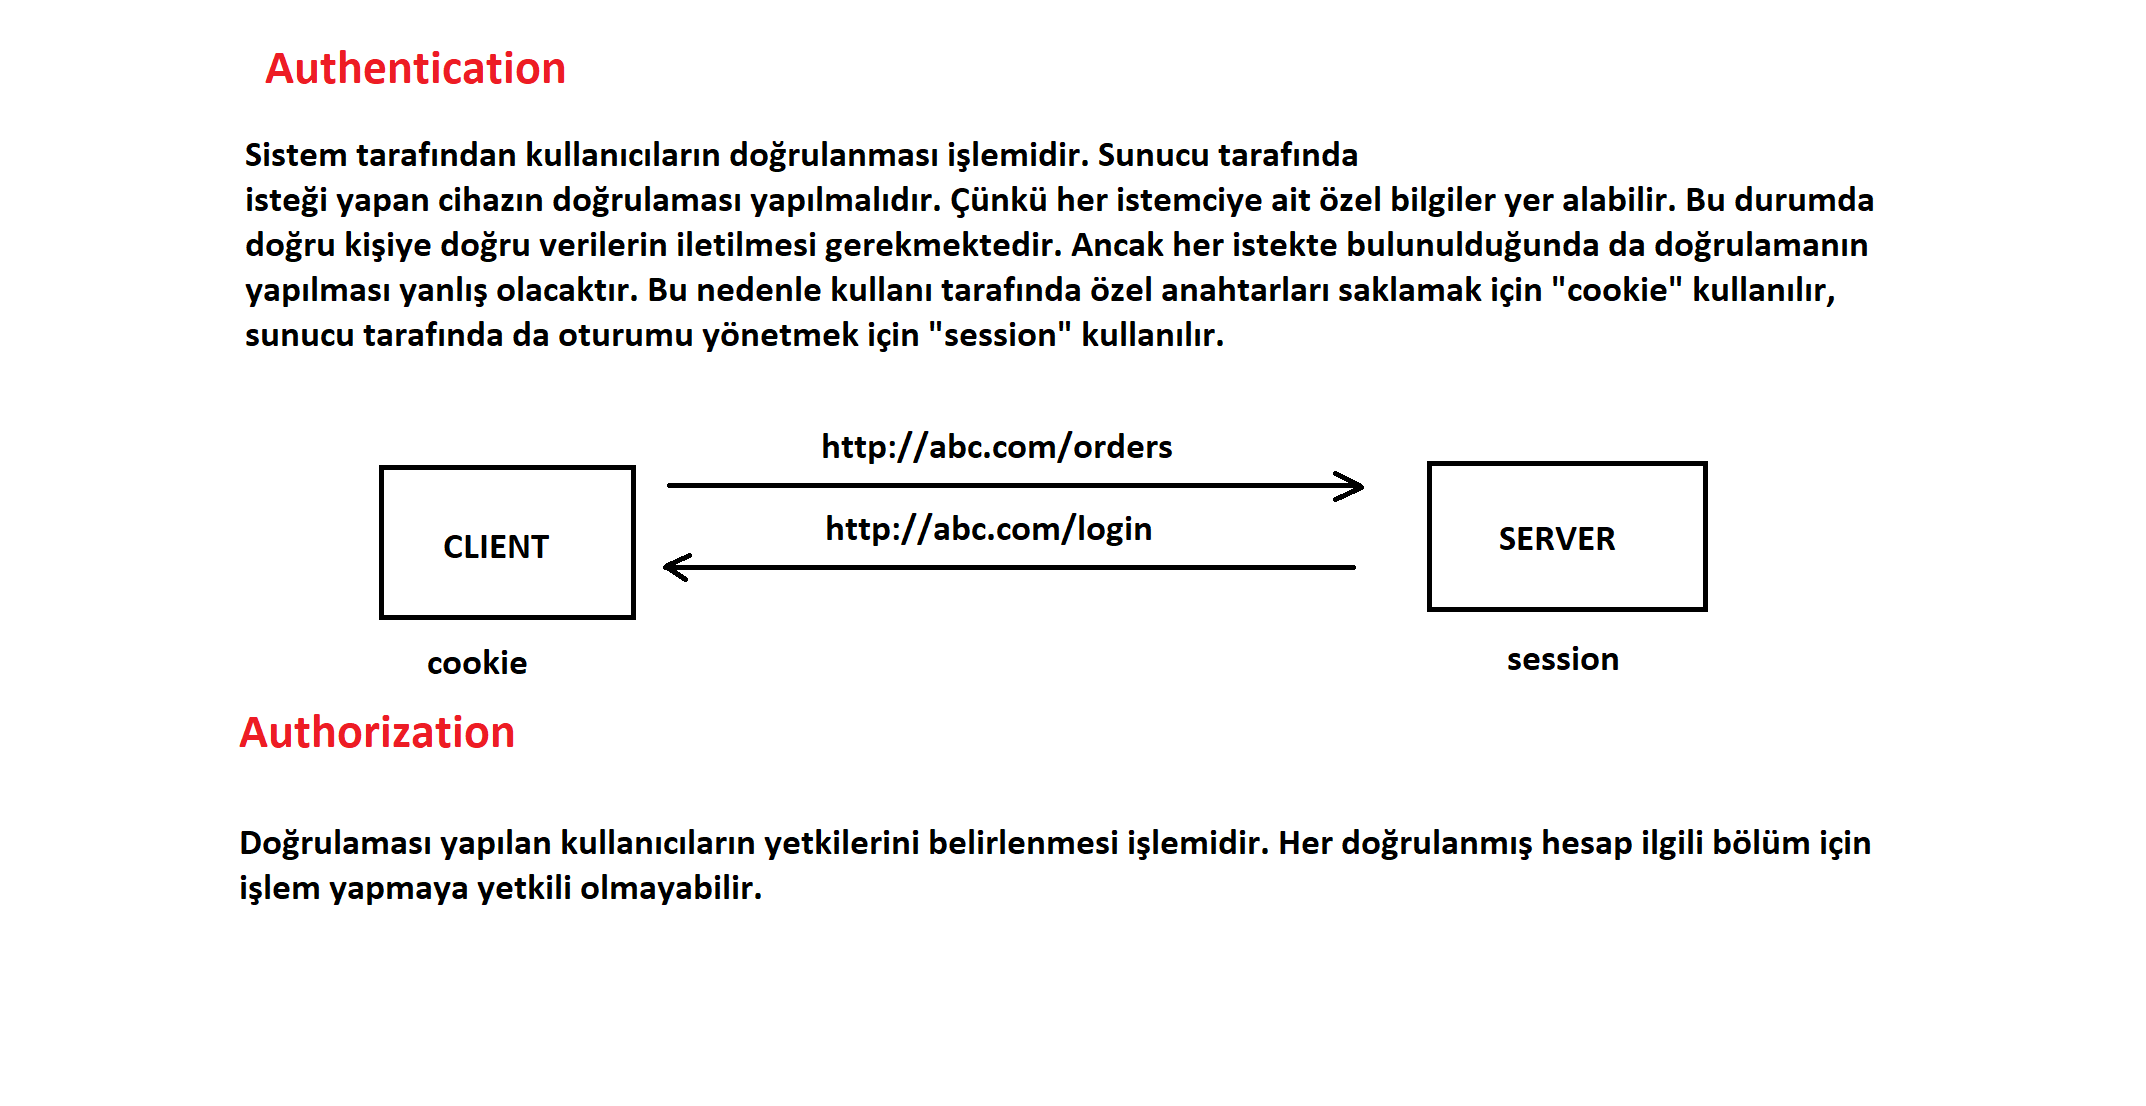 Authentication
Sistem tarafından kullanıcıların doğrulanması işlemidir. Sunucu tarafında
isteği yapan cihazın doğrulaması yapılmalıdır. Çünkü her istemciye ait özel bilgiler yer alabilir. Bu durumda
doğru kişiye doğru verilerin iletilmesi gerekmektedir. Ancak her istekte bulunulduğunda da doğrulamanın
yapılması yanlış olacaktır. Bu nedenle kullanı tarafında özel anahtarları saklamak için "cookie" kullanılır,
sunucu tarafında da oturumu yönetmek için "session" kullanılır.
http://abc.com/orders
http://abc.com/login
CLIENT
SERVER
cookie
session
Authorization
Doğrulaması yapılan kullanıcıların yetkilerini belirlenmesi işlemidir. Her doğrulanmış hesap ilgili bölüm için
işlem yapmaya yetkili olmayabilir.